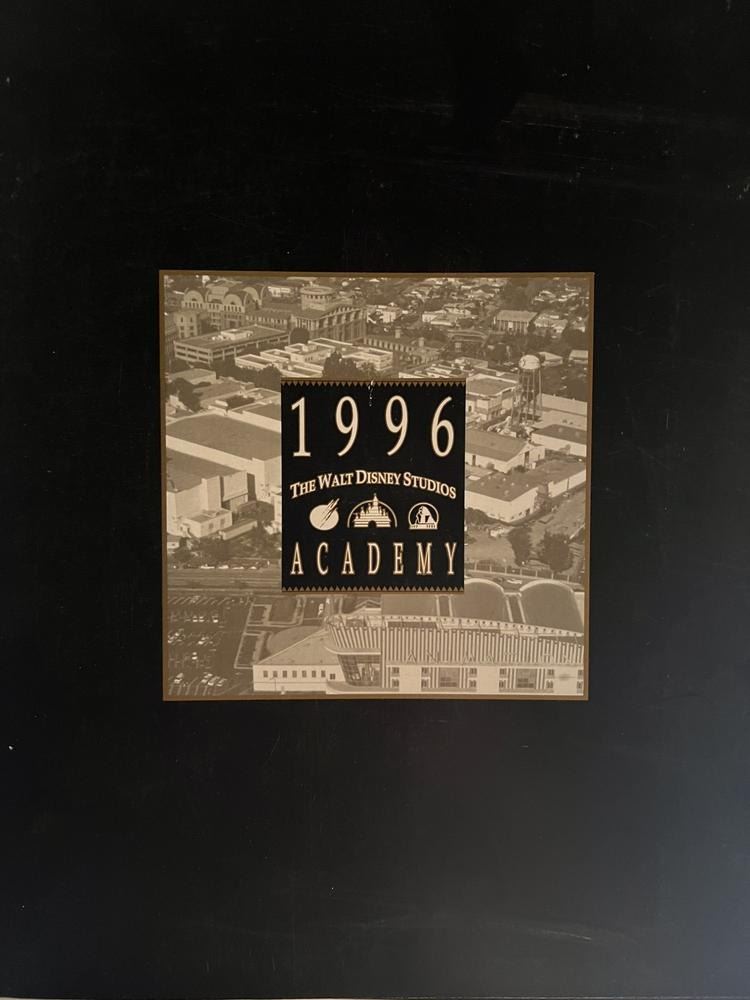 1996
THE WALT DISNEY STUDIOS
ACADEMY